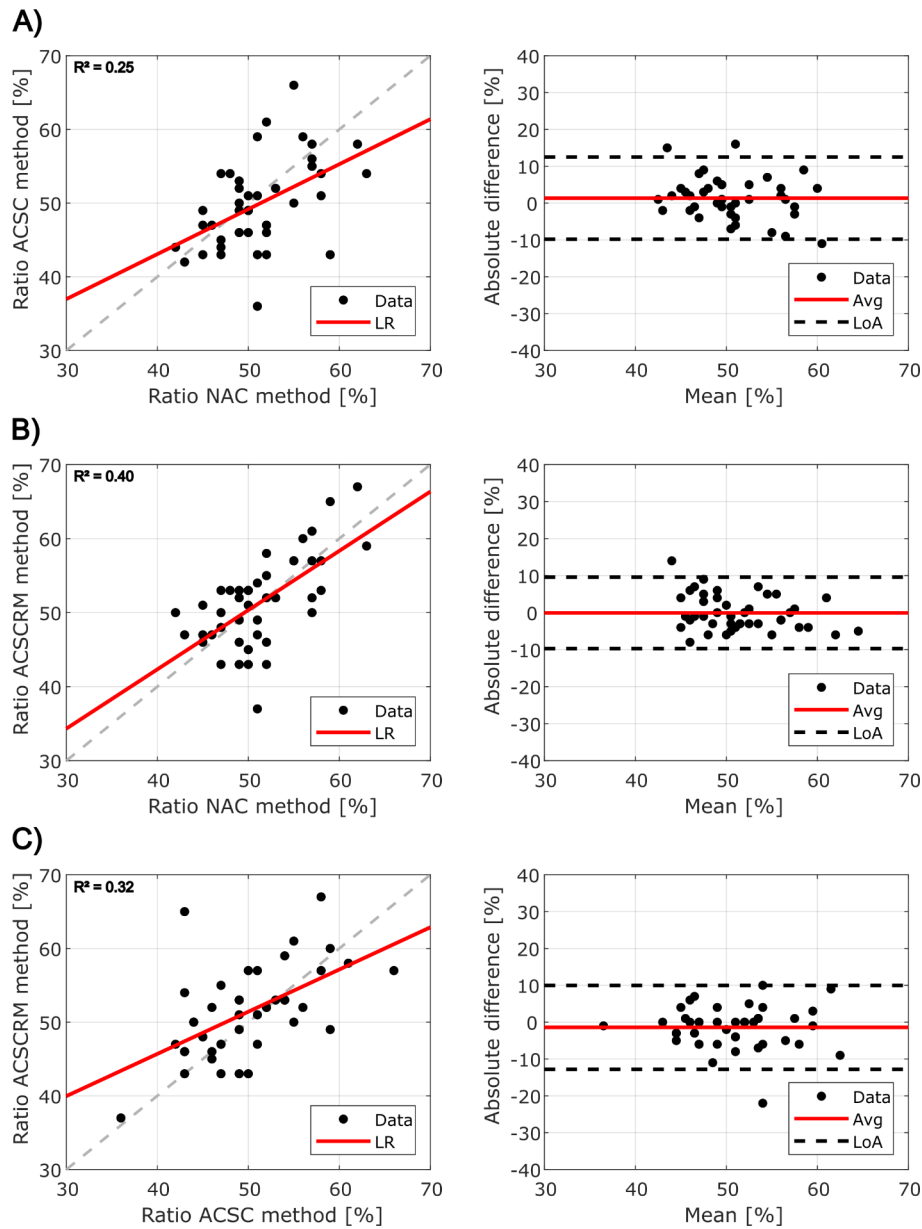 A)
R² = 0.25
Ratio ACSC method [%]
70
60
50
40
30
Data
LR
30 40 50 60 70
Ratio NAC method [%]
Absolute difference [%]
40
30
20
10
0
-10
-20
-30
-40
Data
Avg
LoA
30 40 50 60 70
Mean [%]
B)
R² = 0.40
Ratio ACSCRM method [%]
70
60
50
40
30
Data
LR
30 40 50 60 70
Ratio NAC method [%]
Absolute difference [%]
40
30
20
10
0
-10
-20
-30
-40
Data
Avg
LoA
30 40 50 60 70
Mean [%]
C)
R² = 0.32
Ratio ACSCRM method [%]
70
60
50
40
30
Data
LR
30 40 50 60 70
Ratio ACSC method [%]
Absolute difference [%]
40
30
20
10
0
-10
-20
-30
-40
Data
Avg
LoA
30 40 50 60 70
Mean [%]